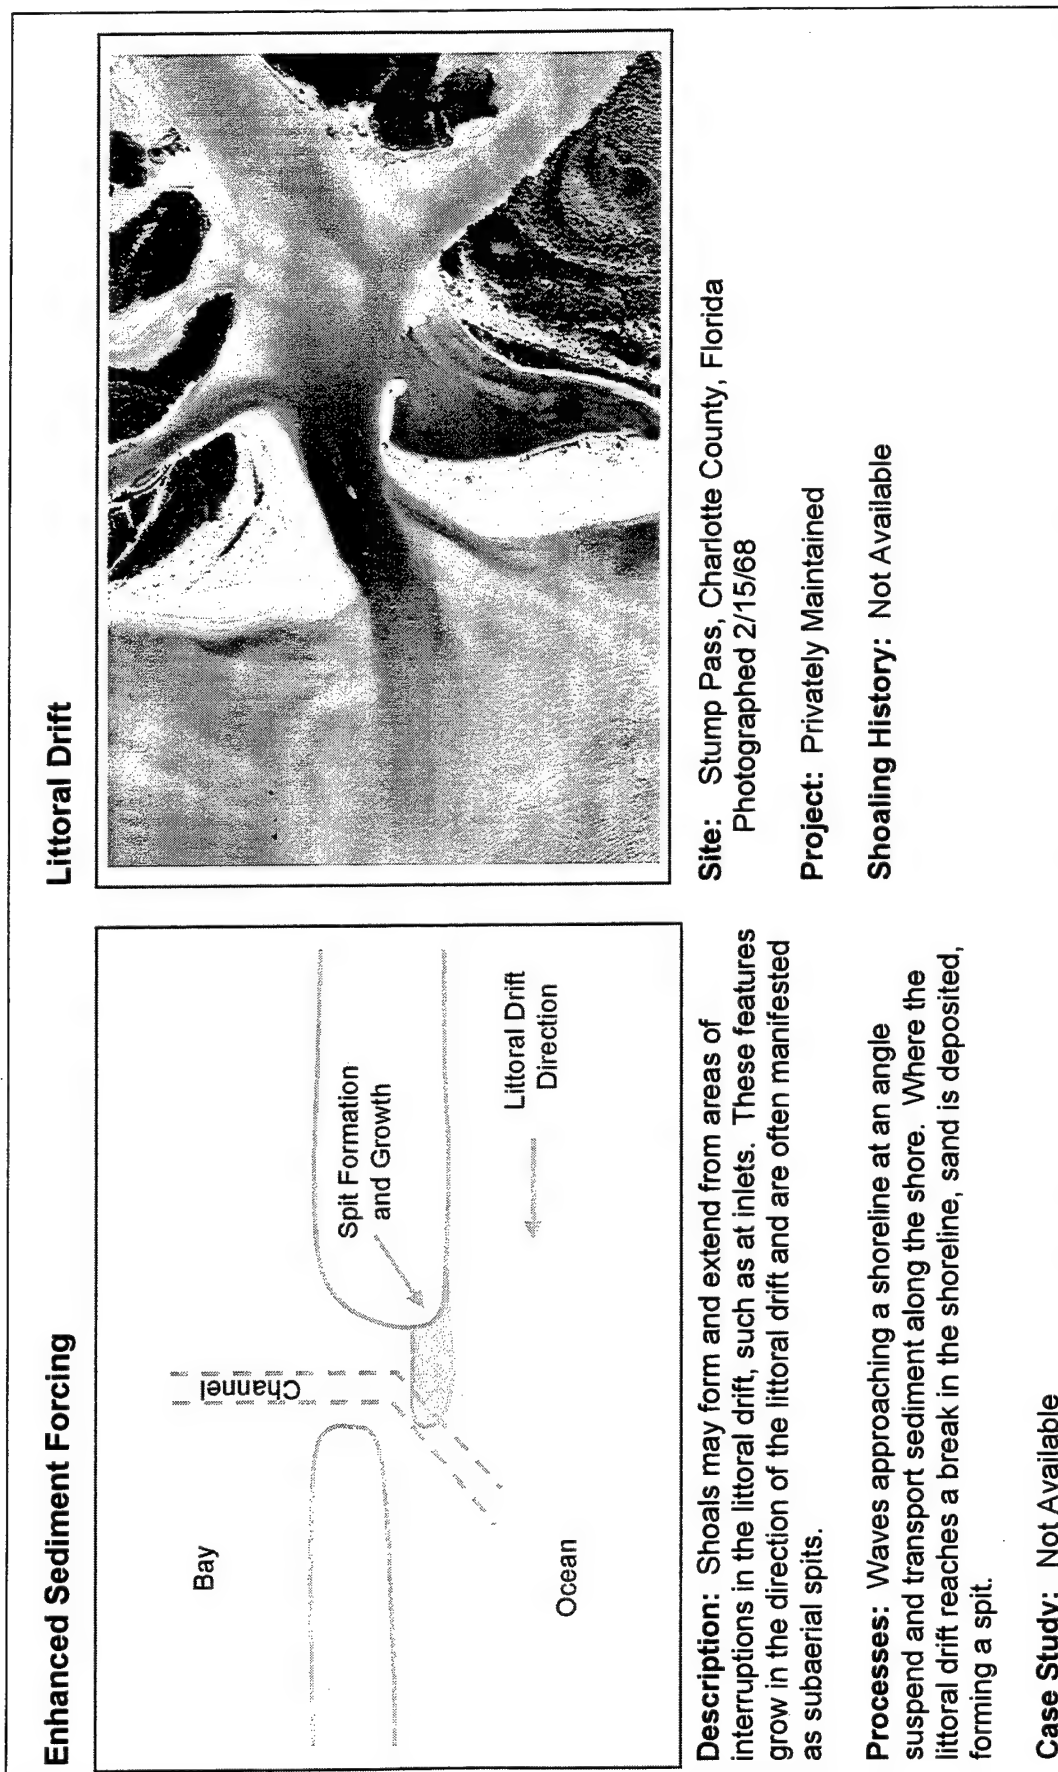 Enhanced Sediment Forcing
Littoral Drift
Bay
Channel
Spit Formation
and Growth
Ocean
Littoral Drift
Direction
Description: Shoals may form and extend from areas of
interruptions in the littoral drift, such as at inlets. These features
grow in the direction of the littoral drift and are often manifested
as subaerial spits.
Processes: Waves approaching a shoreline at an angle
suspend and transport sediment along the shore. Where the
littoral drift reaches a break in the shoreline, sand is deposited,
forming a spit.
Case Study: Not Available
Site: Stump Pass, Charlotte County, Florida
Photographed 2/15/68
Project: Privately Maintained
Shoaling History: Not Available